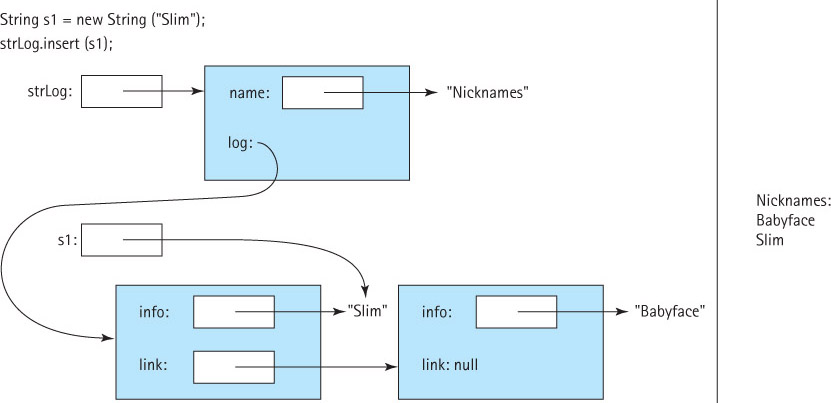 String s1 = new String ("Slim");
strLog.insert (s1);
strLog:
name:
"Nicknames"
log:
s1:
info:
"Slim"
info:
"Babyface"
link:
link: null
Nicknames:
Babyface
Slim